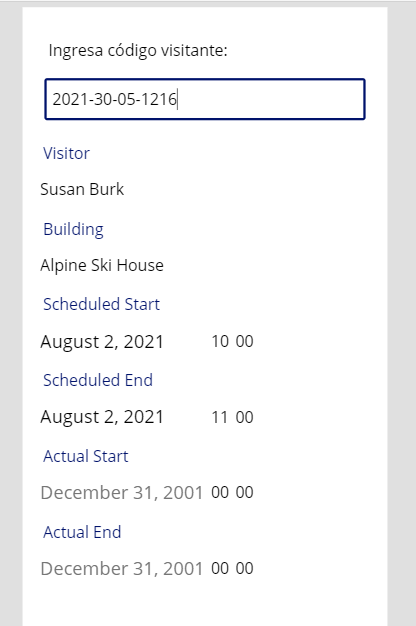 Ingresa código visitante:
2021-30-05-1216
Visitor
Susan Burk
Building
Alpine Ski House
Scheduled Start
August 2, 2021 10 00
Scheduled End
August 2, 2021 11 00
Actual Start
December 31, 2001 00 00
Actual End
December 31, 2001 00 00